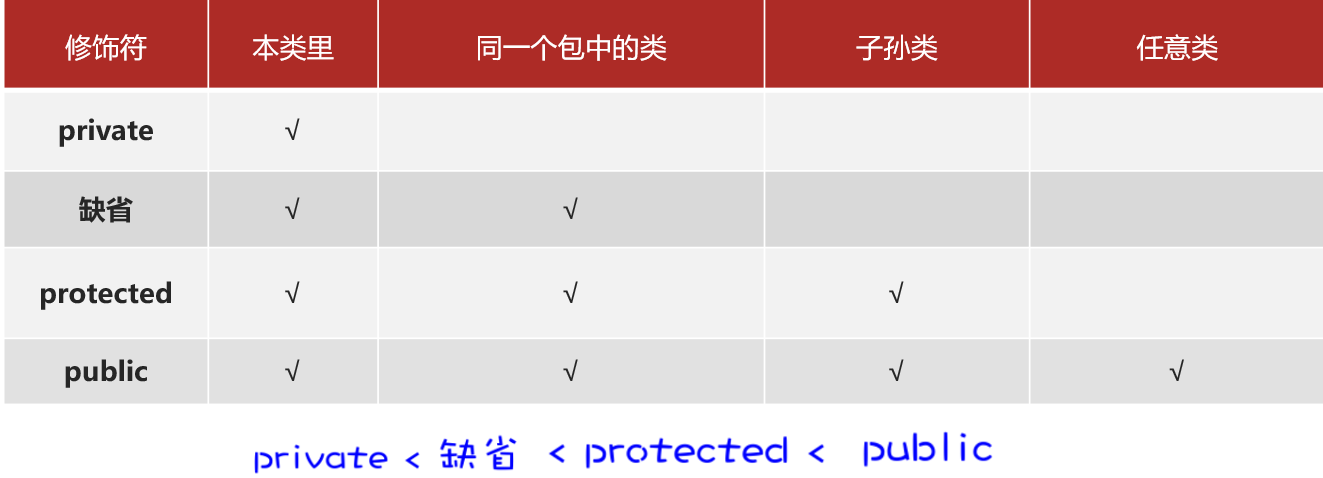 修饰符 本类里 同一个包中的类 子孙类 任意类
private √
缺省 √ √
protected √ √ √
public √ √ √ √
private < 缺省 < protected < public